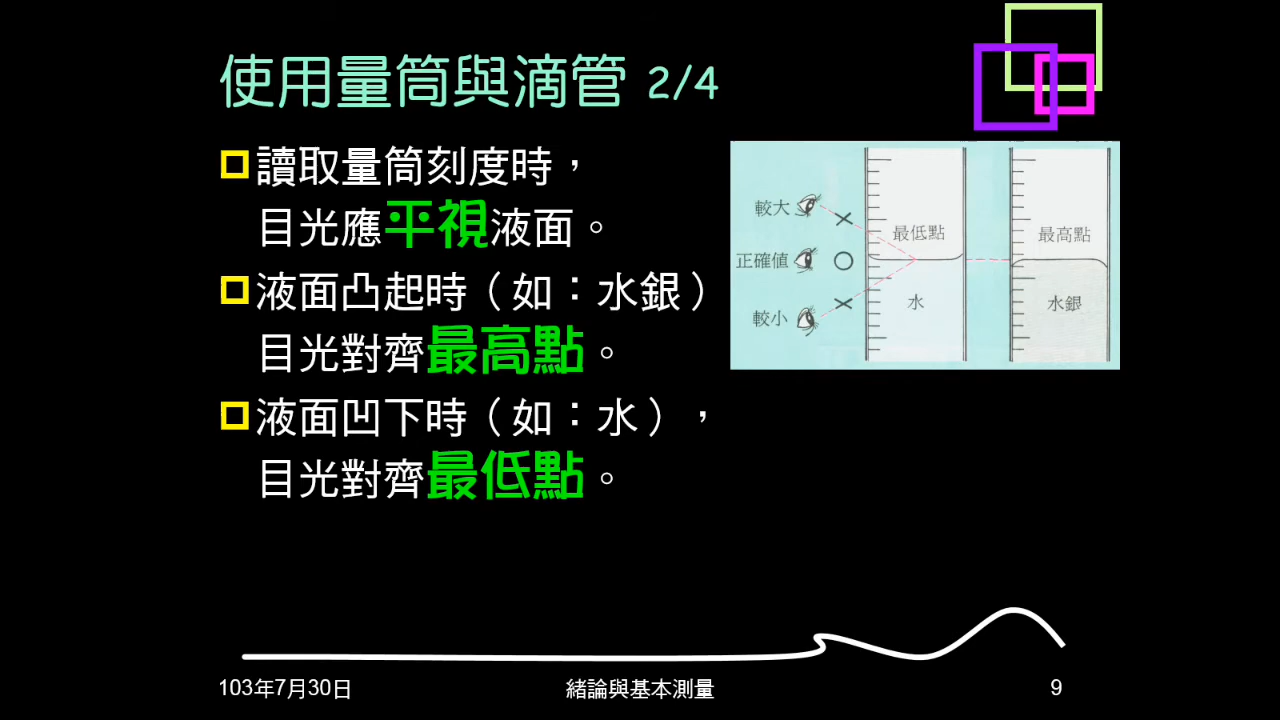 使用量筒與滴管 2/4
讀取量筒刻度時，
目光應平視液面。
液面凸起時（如：水銀）
目光對齊最高點。
液面凹下時（如：水），
目光對齊最低點。
較大
正確值
較小
最低點
水
最高點
水銀
103年7月30日
緒論與基本測量
9